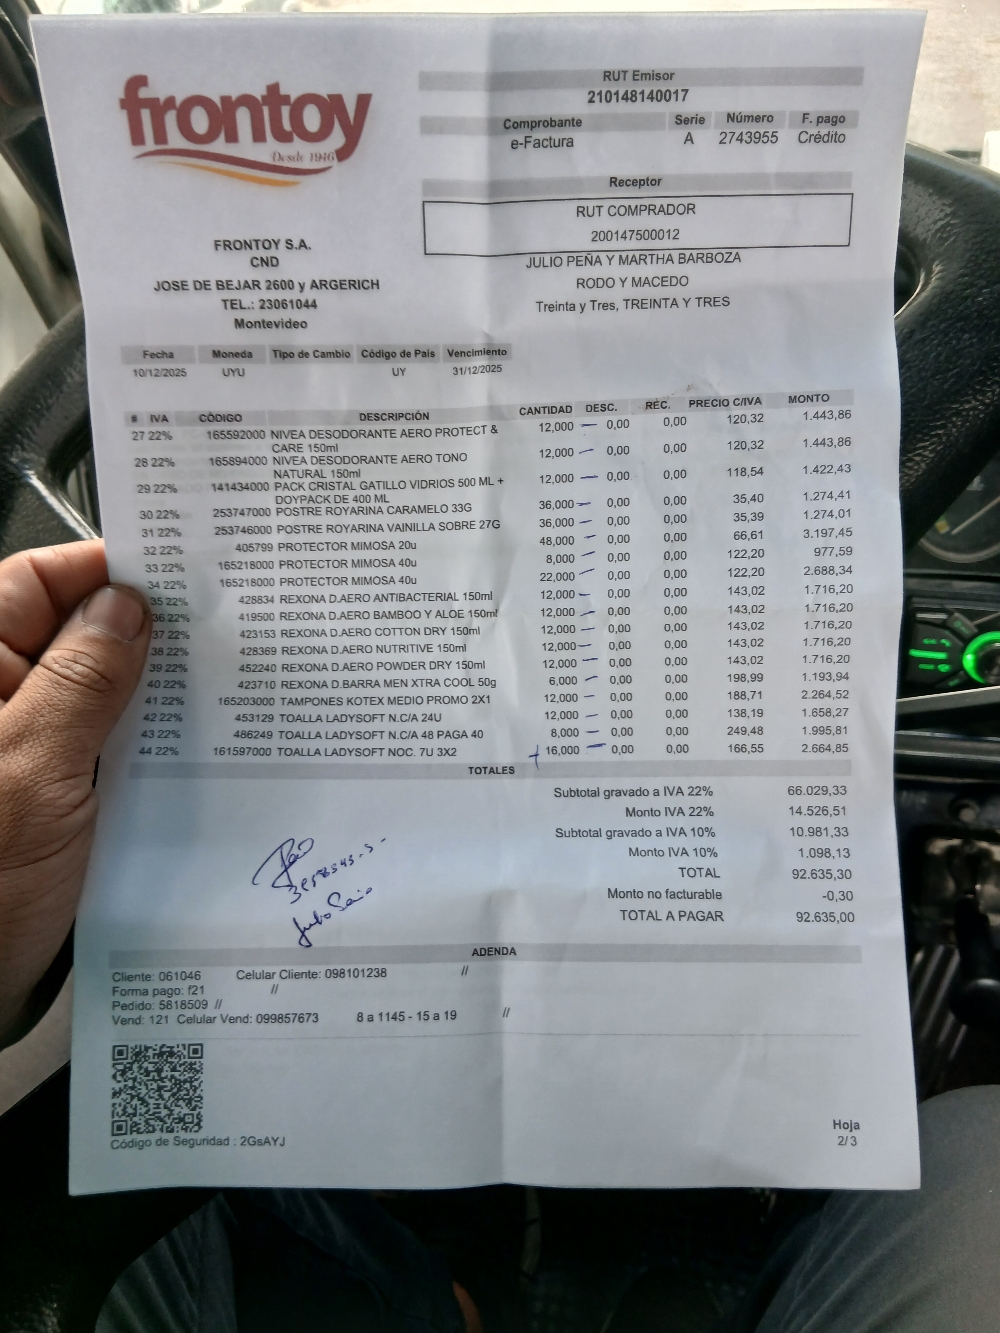 frontoy
Desde 1946
RUT Emisor
210148140017
Comprobante Serie Número F. pago
e-Factura A 2743955 Crédito
Receptor
RUT COMPRADOR
200147500012
JULIO PEÑA Y MARTHA BARBOZA
RODO Y MACEDO
Treinta y Tres, TREINTA Y TRES
FRONTOY S.A.
CND
JOSE DE BEJAR 2600 y ARGERICH
TEL.: 23061044
Montevideo
Fecha Moneda Tipo de Cambio Código de País Vencimiento
10/12/2025 UYU UY 31/12/2025
# IVA CÓDIGO DESCRIPCIÓN CANTIDAD DESC. REC. PRECIO C/IVA MONTO
27 22% 165592000 NIVEA DESODORANTE AERO PROTECT & 12,000 0,00 0,00 120,32 1.443,86
CARE 150ml
28 22% 165894000 NIVEA DESODORANTE AERO TONO 12,000 0,00 0,00 120,32 1.443,86
NATURAL 150ml
29 22% 141434000 PACK CRISTAL GATILLO VIDRIOS 500 ML + 12,000 0,00 0,00 118,54 1.422,43
DOYPACK DE 400 ML
30 22% 253747000 POSTRE ROYARINA CARAMELO 33G 36,000 0,00 0,00 35,40 1.274,41
31 22% 253746000 POSTRE ROYARINA VAINILLA SOBRE 27G 36,000 0,00 0,00 35,39 1.274,01
32 22% 405799 PROTECTOR MIMOSA 20u 48,000 0,00 0,00 66,61 3.197,45
33 22% 165218000 PROTECTOR MIMOSA 40u 8,000 0,00 0,00 122,20 977,59
34 22% 165218000 PROTECTOR MIMOSA 40u 22,000 0,00 0,00 122,20 2.688,34
35 22% 428834 REXONA D.AERO ANTIBACTERIAL 150ml 12,000 0,00 0,00 143,02 1.716,20
36 22% 419500 REXONA D.AERO BAMBOO Y ALOE 150ml 12,000 0,00 0,00 143,02 1.716,20
37 22% 423153 REXONA D.AERO COTTON DRY 150ml 12,000 0,00 0,00 143,02 1.716,20
38 22% 428369 REXONA D.AERO NUTRITIVE 150ml 12,000 0,00 0,00 143,02 1.716,20
39 22% 452240 REXONA D.AERO POWDER DRY 150ml 12,000 0,00 0,00 143,02 1.716,20
40 22% 423710 REXONA D.BARRA MEN XTRA COOL 50g 6,000 0,00 0,00 198,99 1.193,94
41 22% 165203000 TAMPONES KOTEX MEDIO PROMO 2X1 12,000 0,00 0,00 188,71 2.264,52
42 22% 453129 TOALLA LADYSOFT N.C/A 24U 12,000 0,00 0,00 138,19 1.658,27
43 22% 486249 TOALLA LADYSOFT N.C/A 48 PAGA 40 8,000 0,00 0,00 249,48 1.995,81
44 22% 161597000 TOALLA LADYSOFT NOC. 7U 3X2 16,000 0,00 0,00 166,55 2.664,85
TOTALES
Subtotal gravado a IVA 22% 66.029,33
Monto IVA 22% 14.526,51
Subtotal gravado a IVA 10% 10.981,33
Monto IVA 10% 1.098,13
TOTAL 92.635,30
Monto no facturable -0,30
TOTAL A PAGAR 92.635,00
ADENDA
Cliente: 061046 Celular Cliente: 098101238 //
Forma pago: f21 //
Pedido: 5818509 //
Vend: 121 Celular Vend: 099857673 8 a 1145 - 15 a 19 //
Código de Seguridad : 2GsAYJ
Hoja
2/ 3